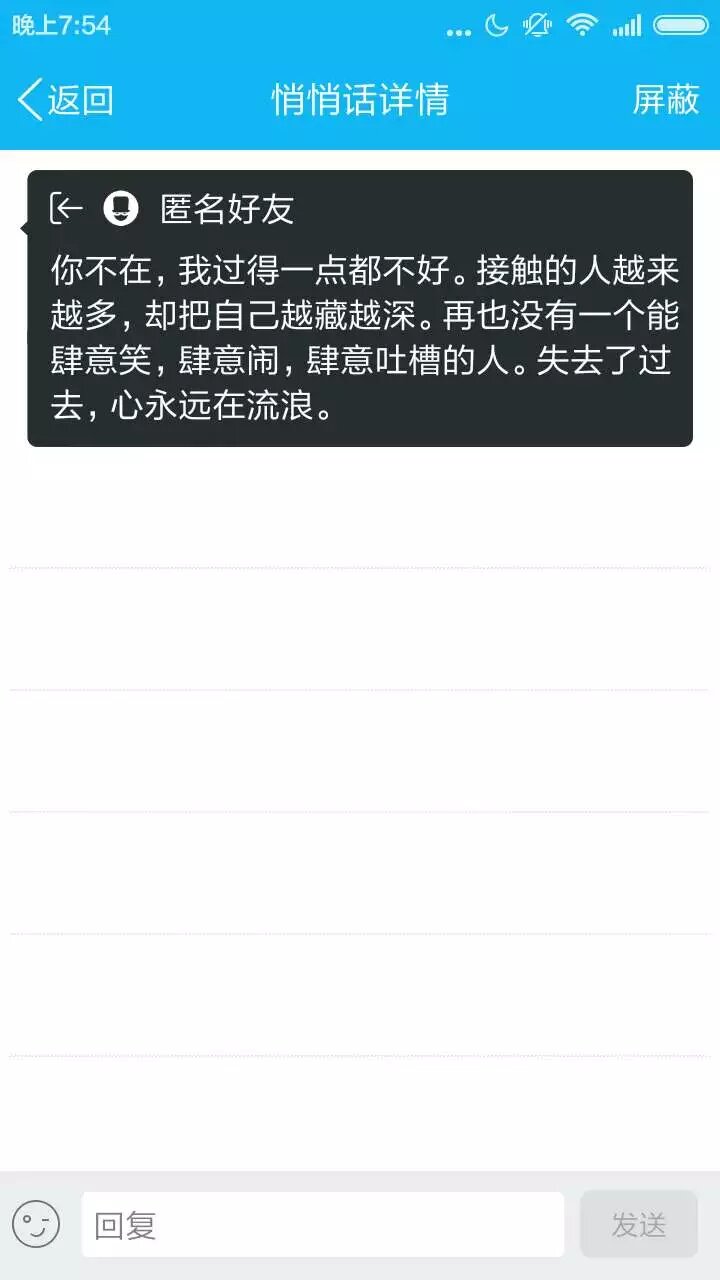 晚上7:54
返回
悄悄话详情
屏蔽
匿名好友
你不在，我过得一点都不好。接触的人越来
越多，却把自己越藏越深。再也没有一个能
肆意笑，肆意闹，肆意吐槽的人。失去了过
去，心永远在流浪。
回复
发送